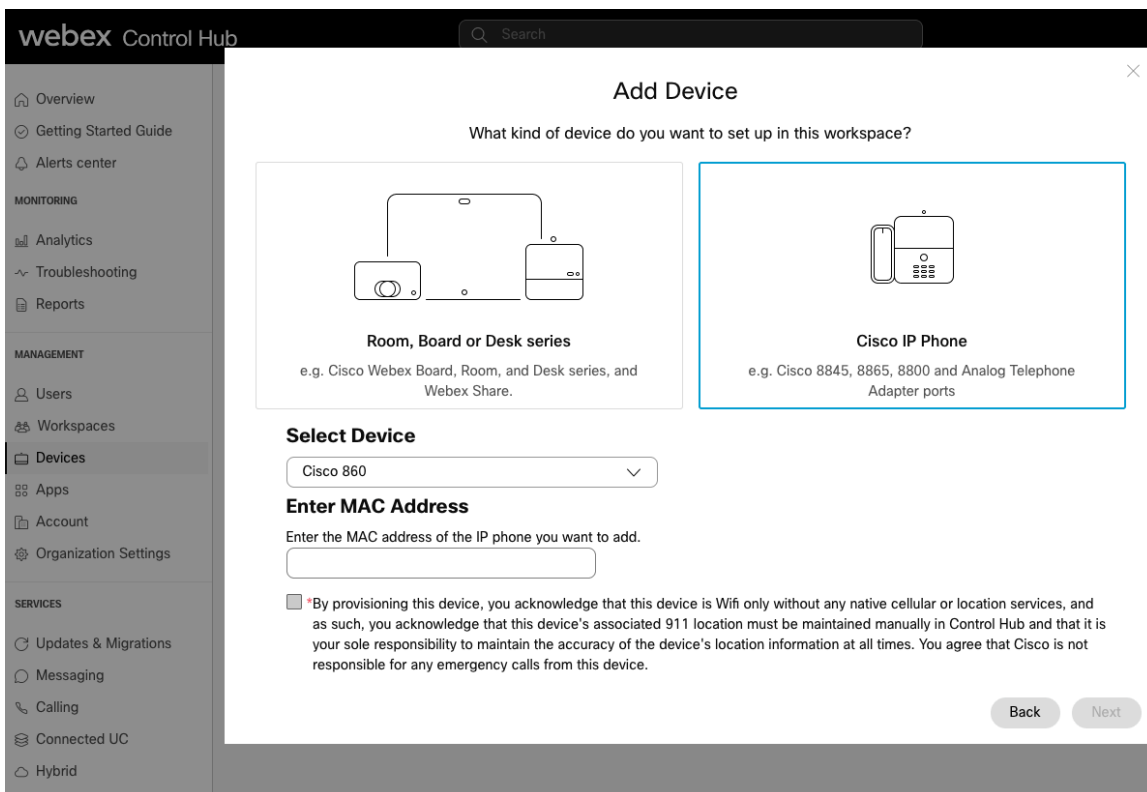 webex Control Hub
Search
Overview
Getting Started Guide
Alerts center
MONITORING
Analytics
Troubleshooting
Reports
MANAGEMENT
Users
Workspaces
Devices
Apps
Account
Organization Settings
SERVICES
Updates & Migrations
Messaging
Calling
Connected UC
Hybrid
Add Device
What kind of device do you want to set up in this workspace?
Room, Board or Desk series
e.g. Cisco Webex Board, Room, and Desk series, and
Webex Share.
Cisco IP Phone
e.g. Cisco 8845, 8865, 8800 and Analog Telephone
Adapter ports
Select Device
Cisco 860
Enter MAC Address
Enter the MAC address of the IP phone you want to add.
*By provisioning this device, you acknowledge that this device is Wifi only without any native cellular or location services, and
as such, you acknowledge that this device's associated 911 location must be maintained manually in Control Hub and that it is
your sole responsibility to maintain the accuracy of the device's location information at all times. You agree that Cisco is not
responsible for any emergency calls from this device.
Back
Next